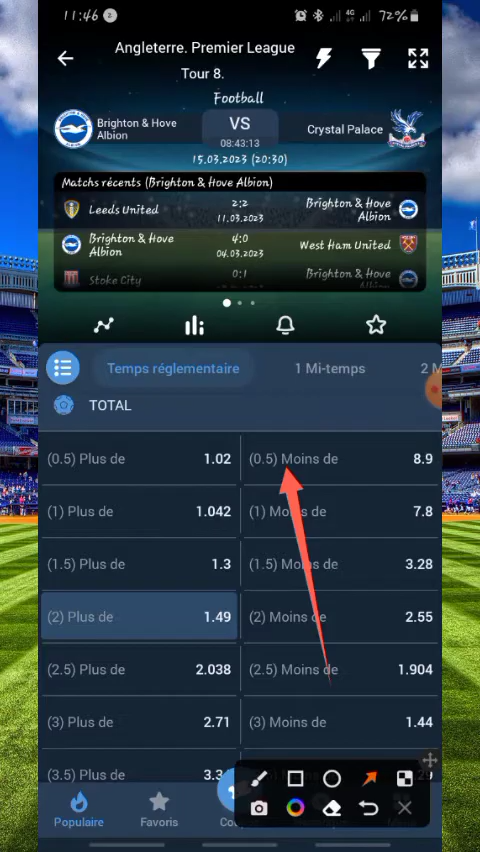 11:46 2 4G 72%
Angleterre. Premier League
Tour 8.
Football
Brighton & Hove
Albion
VS
Crystal Palace
08:43:13
15.03.2023 (20:30)
Matchs récents (Brighton & Hove Albion)
Leeds United 2:2 Brighton & Hove
11.03.2023 Albion
Brighton & Hove 4:0 West Ham United
Albion 04.03.2023
Stoke City 0:1 Brighton & Hove
Temps réglementaire 1 Mi-temps 2 M
TOTAL
(0.5) Plus de 1.02 (0.5) Moins de 8.9
(1) Plus de 1.042 (1) Moins de 7.8
(1.5) Plus de 1.3 (1.5) Moins de 3.28
(2) Plus de 1.49 (2) Moins de 2.55
(2.5) Plus de 2.038 (2.5) Moins de 1.904
(3) Plus de 2.71 (3) Moins de 1.44
(3.5) Plus de
Populaire Favoris